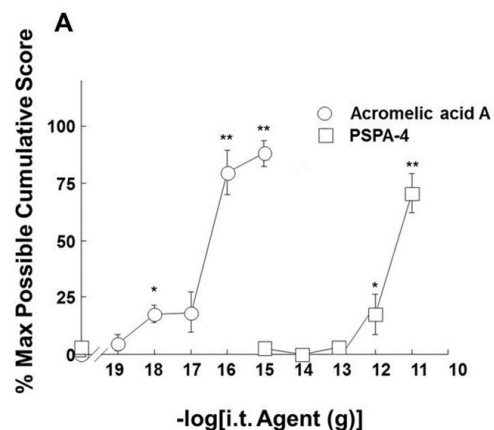 A
% Max Possible Cumulative Score
100
75
50
25
0
Acromelic acid A
PSPA-4
*
**
**
*
**
19 18 17 16 15 14 13 12 11 10
-log[i.t. Agent (g)]